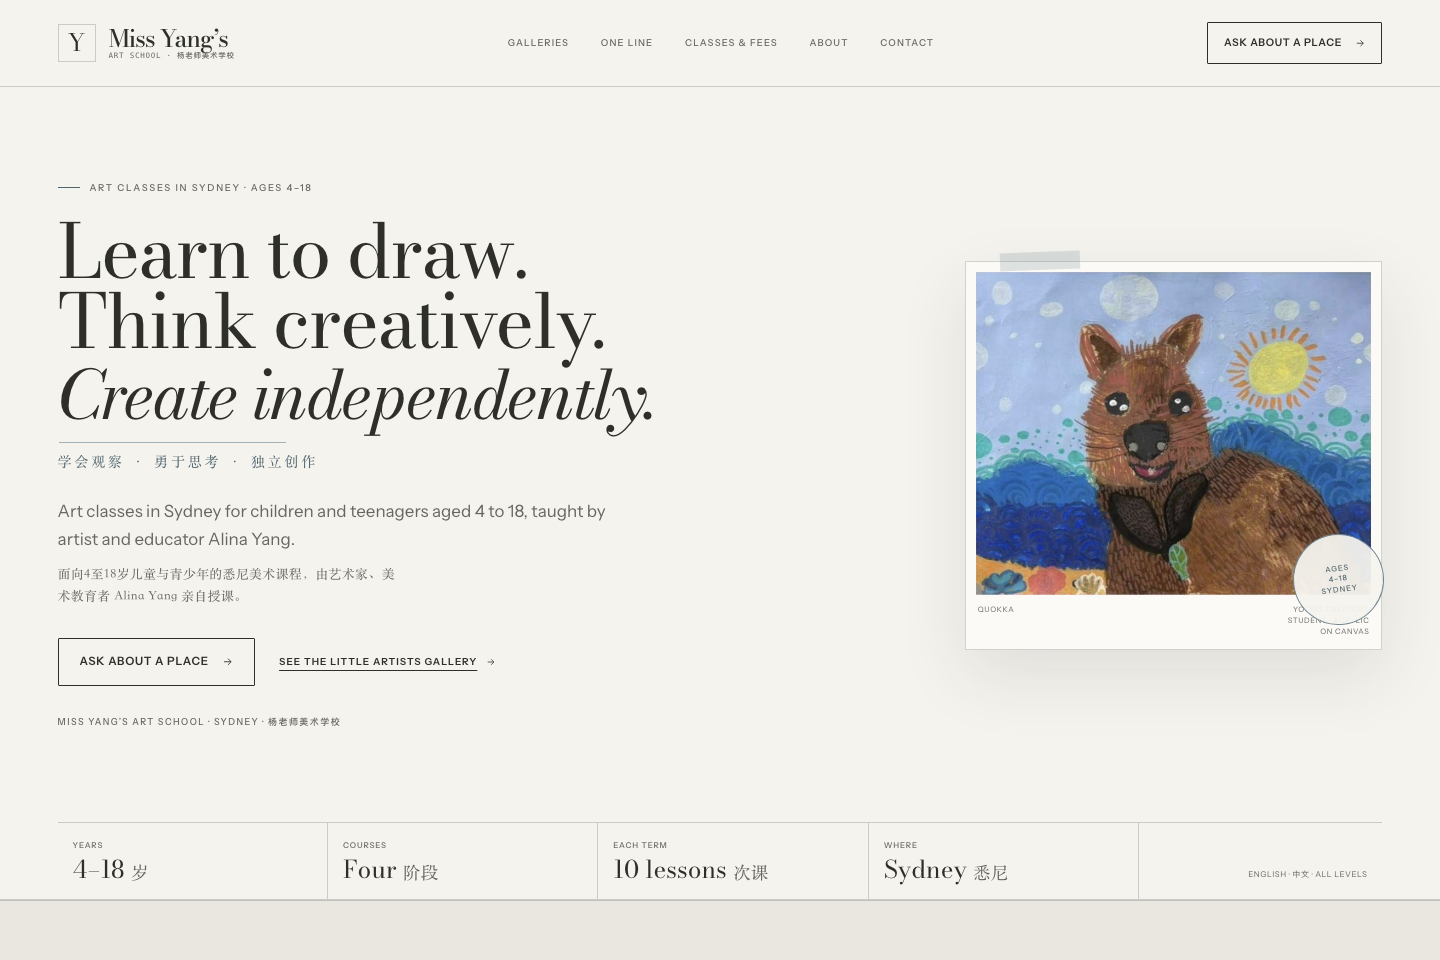 Y
Miss Yang's
ART SCHOOL · 杨老师美术学校
GALLERIES
ONE LINE
CLASSES & FEES
ABOUT
CONTACT
ASK ABOUT A PLACE →
ART CLASSES IN SYDNEY · AGES 4–18
Learn to draw.
Think creatively.
Create independently.
学会观察 · 勇于思考 · 独立创作
Art classes in Sydney for children and teenagers aged 4 to 18, taught by
artist and educator Alina Yang.
面向4至18岁儿童与青少年的悉尼美术课程，由艺术家、美
术教育者 Alina Yang 亲自授课。
ASK ABOUT A PLACE →
SEE THE LITTLE ARTISTS GALLERY →
MISS YANG'S ART SCHOOL · SYDNEY · 杨老师美术学校
AGES
4–18
SYDNEY
QUOKKA
ON CANVAS
YEARS
4–18 岁
COURSES
Four 阶段
EACH TERM
10 lessons 次课
WHERE
Sydney 悉尼
ENGLISH · 中文 · ALL LEVELS